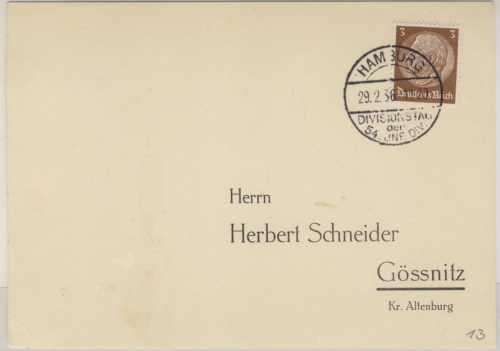 3 3
Deutsches Reich
HAMBURG
29.2.36
DIVISIONSTAG
der
54. INF. DIV.
Herrn
Herbert Schneider
Gössnitz
Kr. Altenburg
13